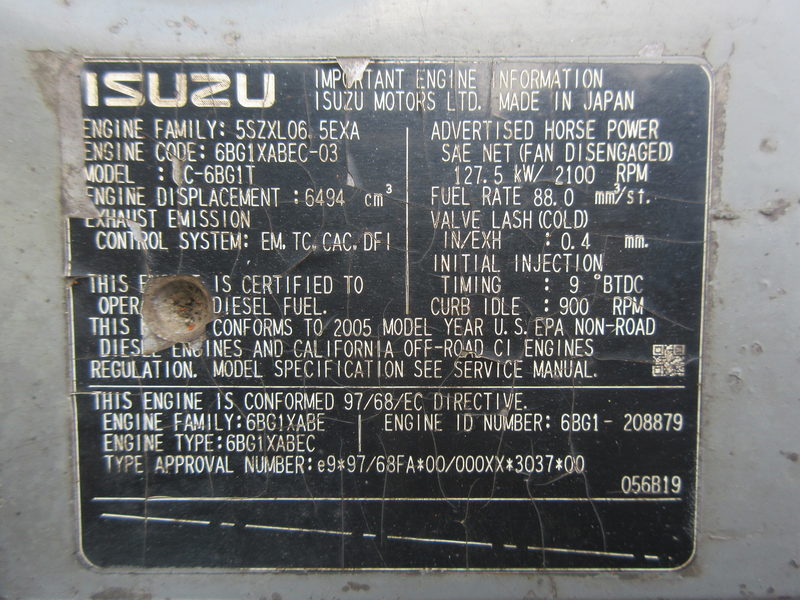 ISUZU
IMPORTANT ENGINE INFORMATION
ISUZU MOTORS LTD. MADE IN JAPAN
ENGINE FAMILY: 5SZXL06.5EXA
ENGINE CODE: 6BG1XABEC-03
MODEL : C-6BG1T
ENGINE DISPLACEMENT : 6494 cm³
EXHAUST EMISSION
CONTROL SYSTEM: EM, TC, CAC, DFI
THIS IS CERTIFIED TO
DIESEL FUEL.
ADVERTISED HORSE POWER
SAE NET (FAN DISENGAGED)
127.5 kW/ 2100 RPM
FUEL RATE 88.0 mm³/st.
VALVE LASH (COLD)
IN/EXH : 0.4 mm.
INITIAL INJECTION
TIMING : 9 °BTDC
CURB IDLE : 900 RPM
THIS CONFORMS TO 2005 MODEL YEAR U.S. EPA NON-ROAD
DIESEL ENGINES AND CALIFORNIA OFF-ROAD CI ENGINES
REGULATION. MODEL SPECIFICATION SEE SERVICE MANUAL.
THIS ENGINE IS CONFORMED 97/68/EC DIRECTIVE.
ENGINE FAMILY:6BG1XABE
ENGINE ID NUMBER: 6BG1- 208879
ENGINE TYPE:6BG1XABEC
TYPE APPROVAL NUMBER:e9*97/68FA*00/000XX*3037*00
056B19